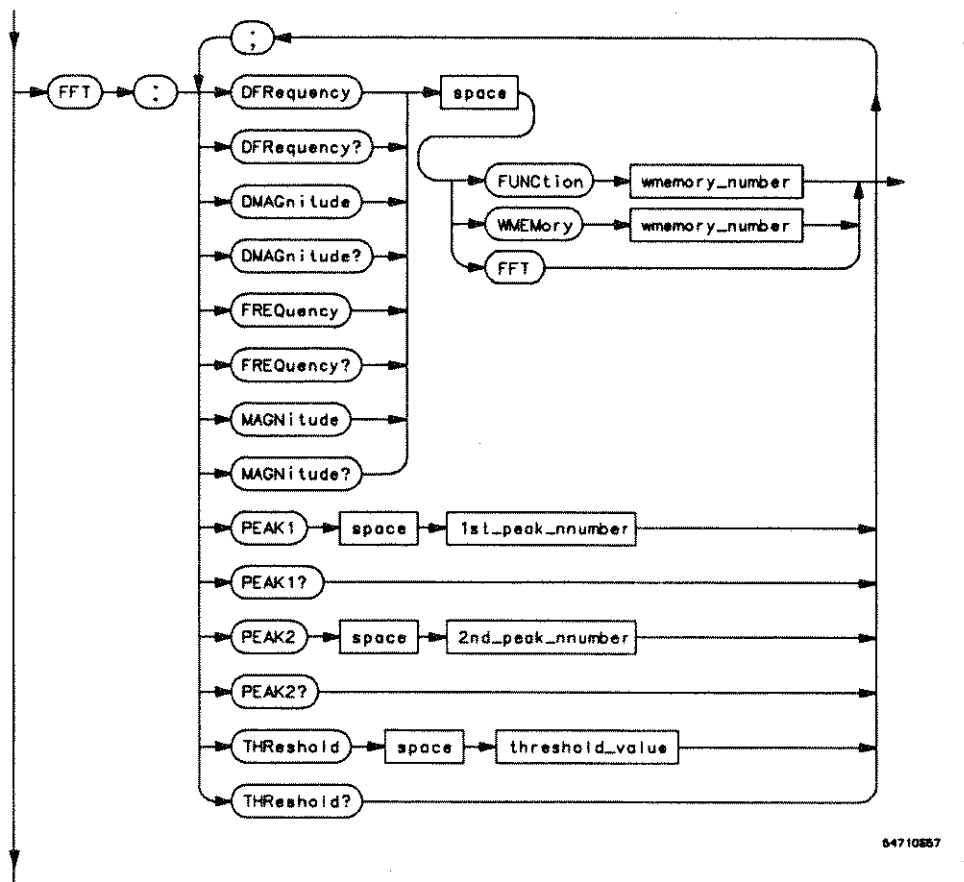 ;
FFT : DFRequency space
DFRequency?
FUNCtion wmemory_number
DMAGnitude
WMEMory wmemory_number
DMAGnitude?
FFT
FREQuency
FREQuency?
MAGNitude
MAGNitude?
PEAK1 space 1st_peak_nnumber
PEAK1?
PEAK2 space 2nd_peak_nnumber
PEAK2?
THReshold space threshold_value
THReshold?